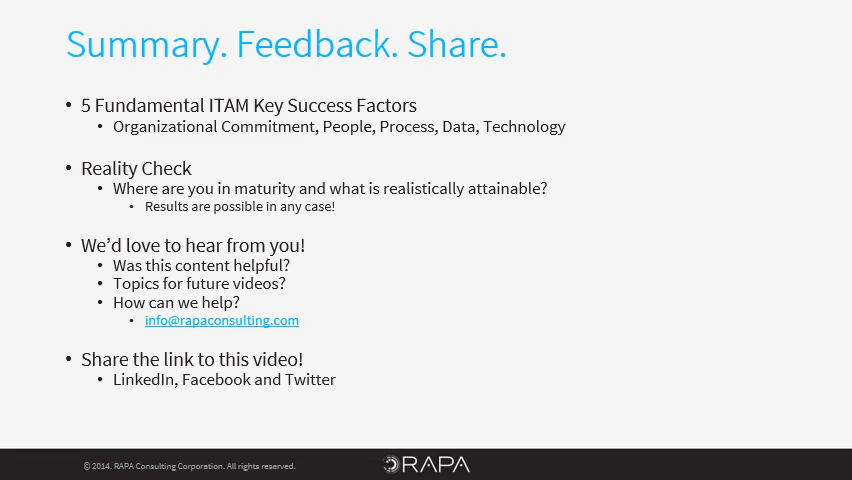 Summary. Feedback. Share.
• 5 Fundamental ITAM Key Success Factors
• Organizational Commitment, People, Process, Data, Technology
• Reality Check
• Where are you in maturity and what is realistically attainable?
• Results are possible in any case!
• We’d love to hear from you!
• Was this content helpful?
• Topics for future videos?
• How can we help?
• info@rapaconsulting.com
• Share the link to this video!
• LinkedIn, Facebook and Twitter
© 2014. RAPA Consulting Corporation. All rights reserved.
RAPA